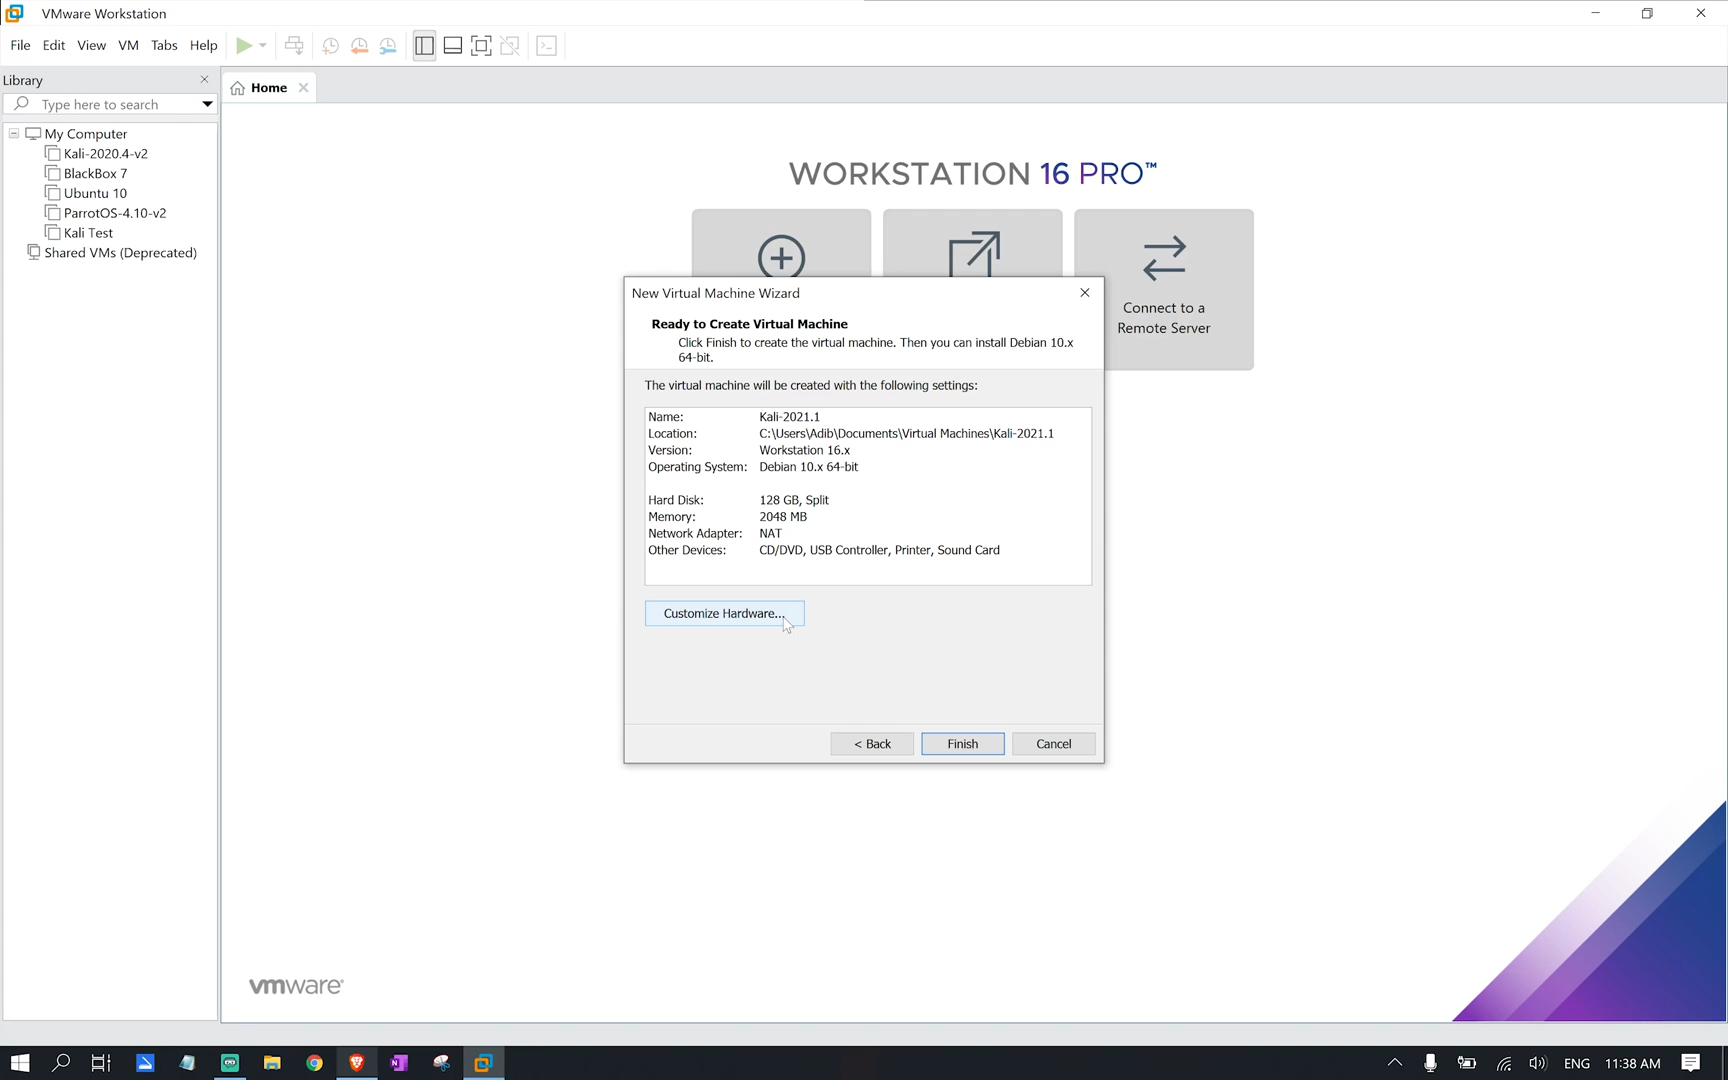 VMware Workstation
File Edit View VM Tabs Help
Library
Type here to search
Home
My Computer
Kali-2020.4-v2
BlackBox 7
Ubuntu 10
ParrotOS-4.10-v2
Kali Test
Shared VMs (Deprecated)
WORKSTATION 16 PRO™
Connect to a
Remote Server
New Virtual Machine Wizard
Ready to Create Virtual Machine
Click Finish to create the virtual machine. Then you can install Debian 10.x
64-bit.
The virtual machine will be created with the following settings:
Name: Kali-2021.1
Location: C:\Users\Adib\Documents\Virtual Machines\Kali-2021.1
Version: Workstation 16.x
Operating System: Debian 10.x 64-bit
Hard Disk: 128 GB, Split
Memory: 2048 MB
Network Adapter: NAT
Other Devices: CD/DVD, USB Controller, Printer, Sound Card
Customize Hardware...
< Back Finish Cancel
vmware®
ENG 11:38 AM